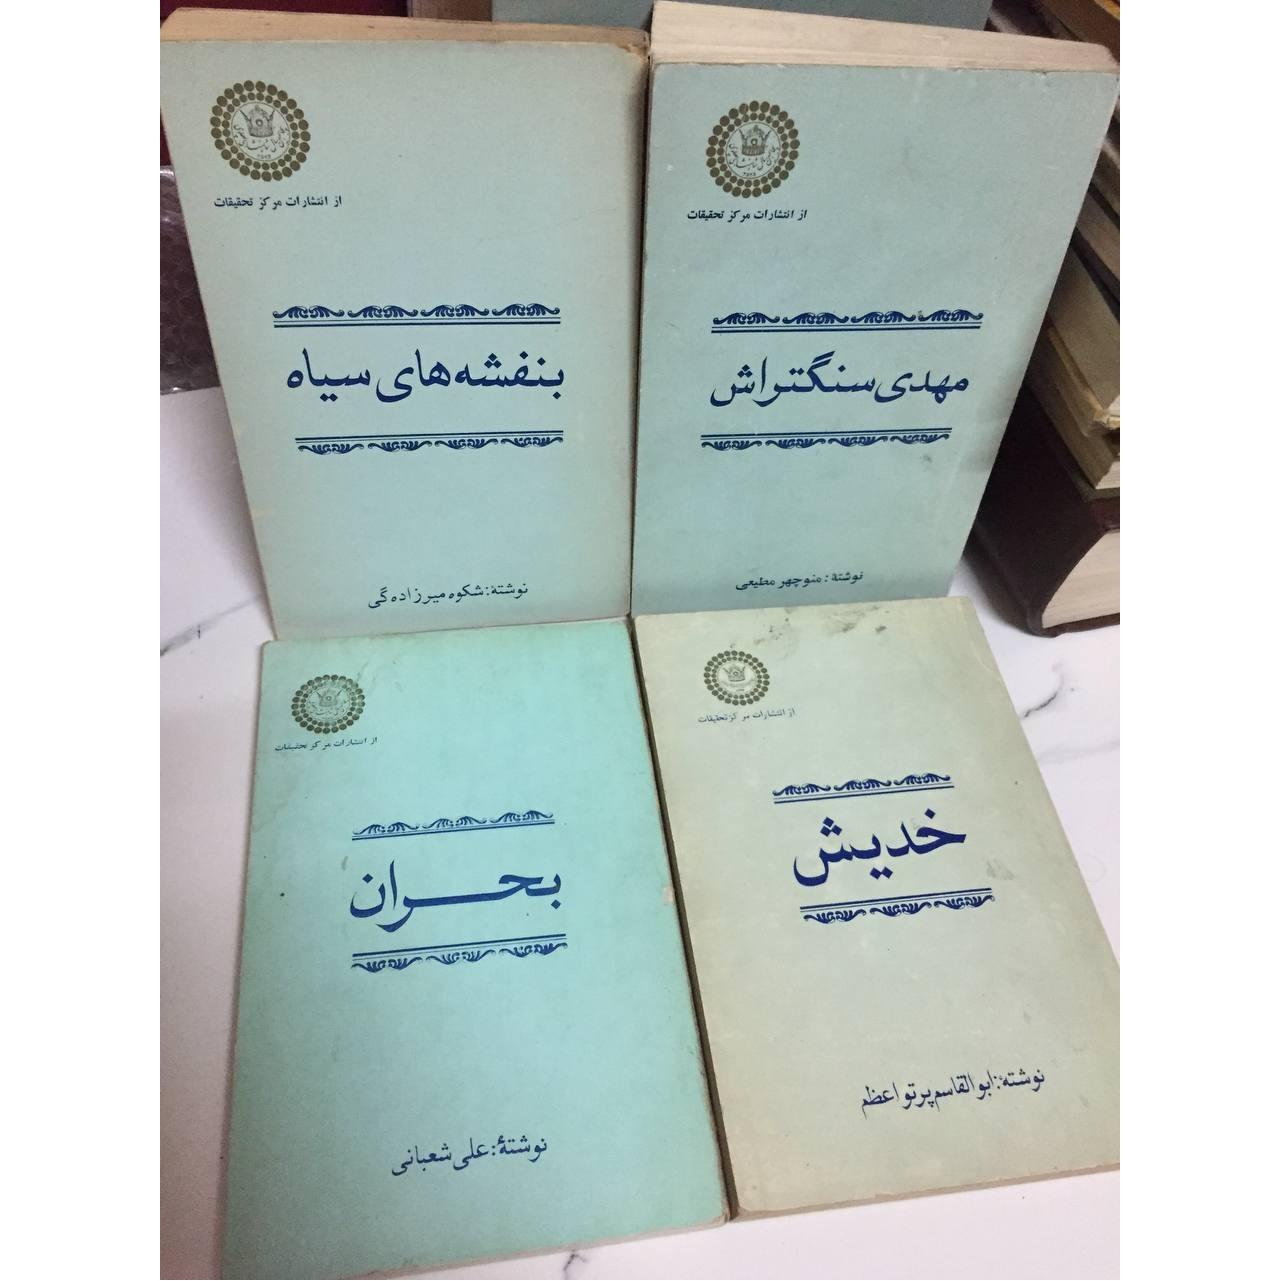 از انتشارات مرکز تحقیقات
مهدی سنگتراش
نوشتهٔ: منوچهر مطیعی
از انتشارات مرکز تحقیقات
بنفشه‌های سیاه
نوشتهٔ: شکوه میرزاده‌گی
از انتشارات مرکز تحقیقات
خدیش
نوشتهٔ: ابوالقاسم پرتو اعظم
از انتشارات مرکز تحقیقات
بحران
نوشتهٔ: علی شعبانی